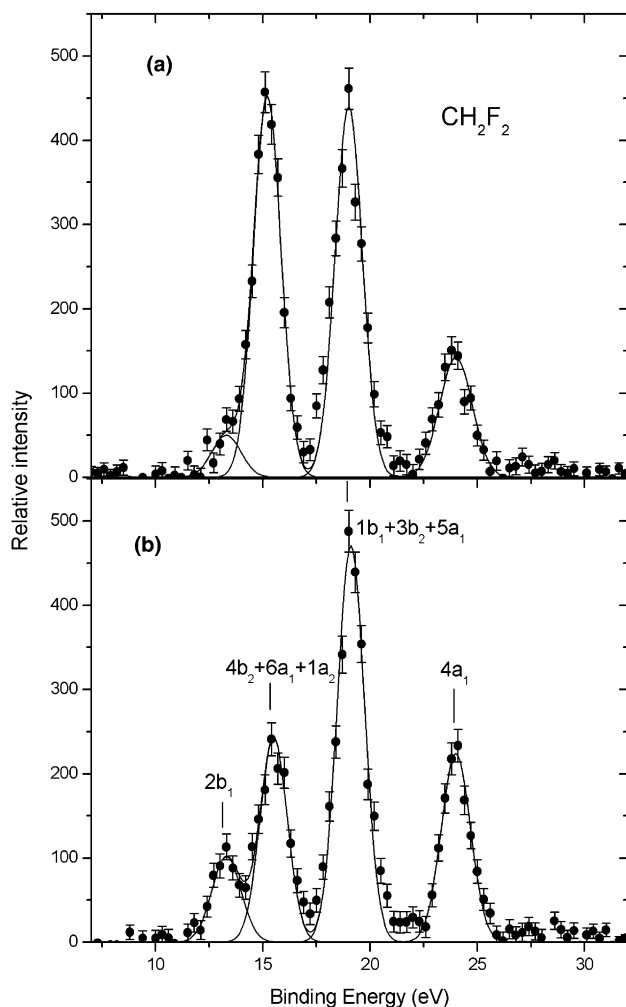 (a)
CH₂F₂
500
400
300
200
100
0
Relative intensity
(b)
1b₁+3b₂+5a₁
4b₂+6a₁+1a₂
4a₁
2b₁
500
400
300
200
100
0
10 15 20 25 30
Binding Energy (eV)